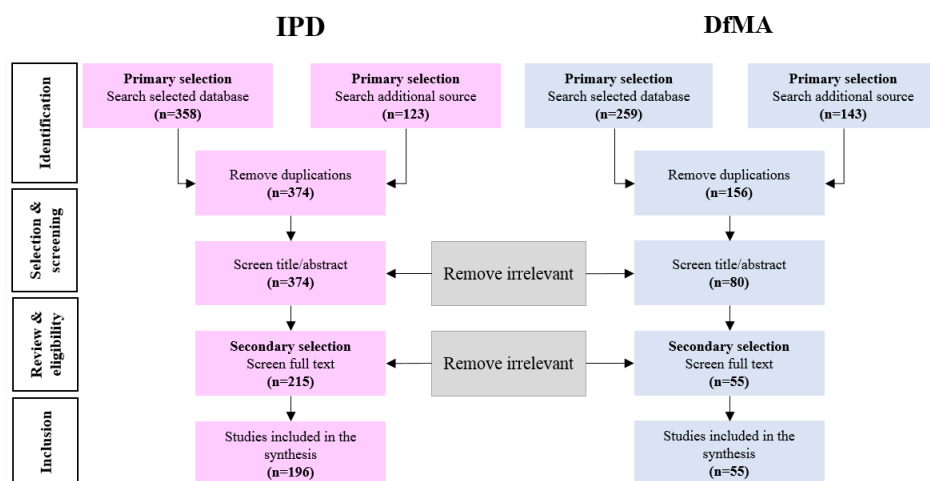 IPD
DfMA
Identification
Primary selection
Search selected database
(n=358)
Primary selection
Search additional source
(n=123)
Primary selection
Search selected database
(n=259)
Primary selection
Search additional source
(n=143)
Remove duplications
(n=374)
Remove duplications
(n=156)
Selection &
screening
Screen title/abstract
(n=374)
Remove irrelevant
Screen title/abstract
(n=80)
Review &
eligibility
Secondary selection
Screen full text
(n=215)
Remove irrelevant
Secondary selection
Screen full text
(n=55)
Inclusion
Studies included in the
synthesis
(n=196)
Studies included in the
synthesis
(n=55)